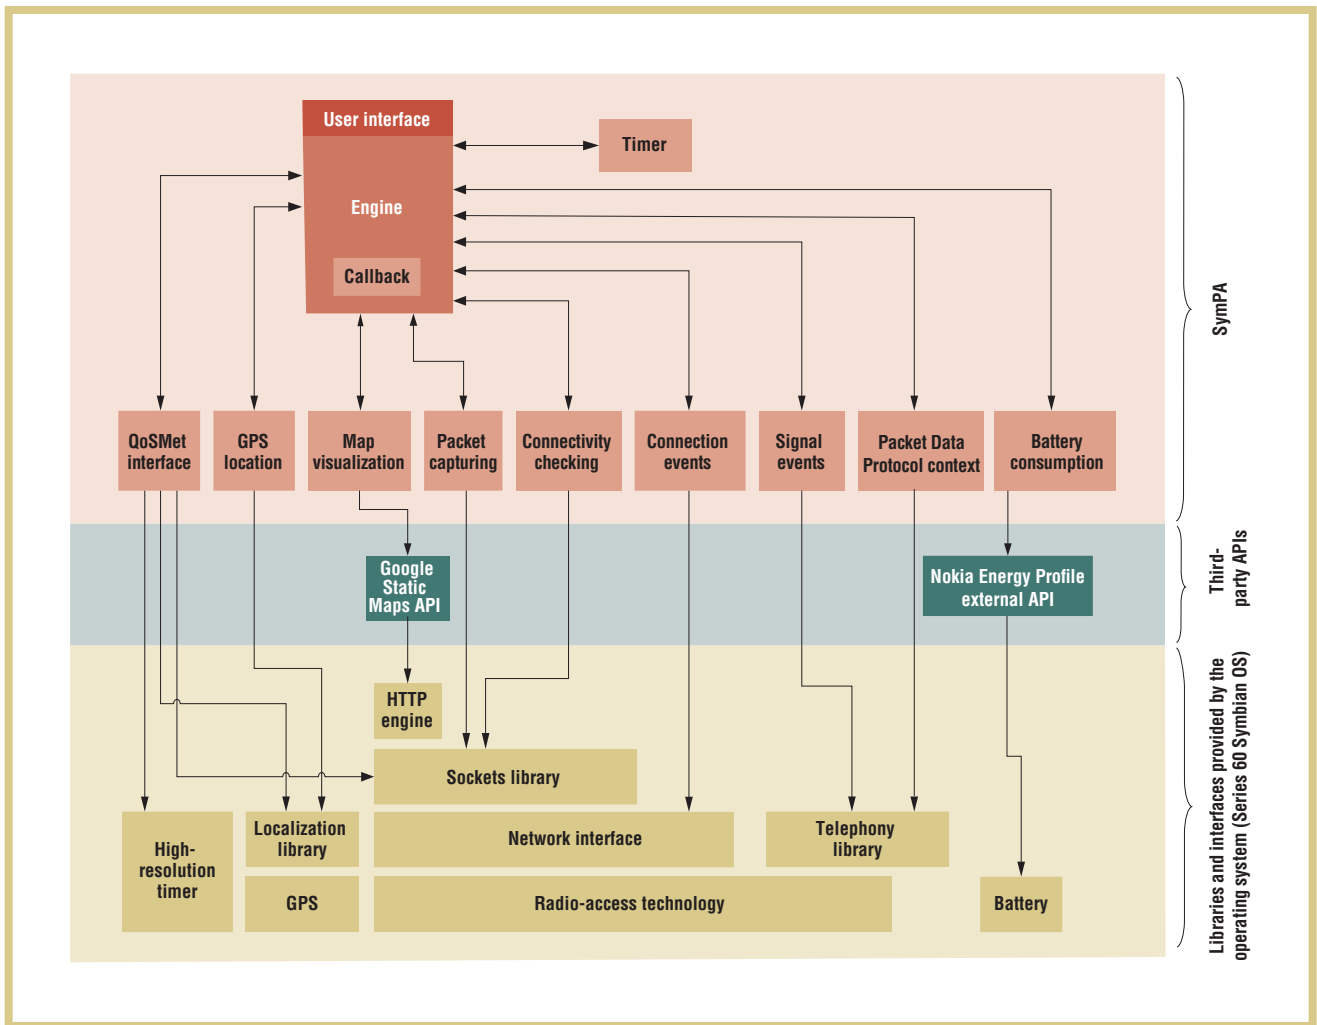 User interface
Timer
Engine
Callback
SymPA
QoSMet
interface
GPS
location
Map
visualization
Packet
capturing
Connectivity
checking
Connection
events
Signal
events
Packet Data
Protocol context
Battery
consumption
Google
Static
Maps API
Nokia Energy Profile
external API
Third-
party APIs
HTTP
engine
Sockets library
High-
resolution
timer
Localization
library
Network interface
Telephony
library
GPS
Radio-access technology
Battery
Libraries and interfaces provided by the
operating system (Series 60 Symbian OS)